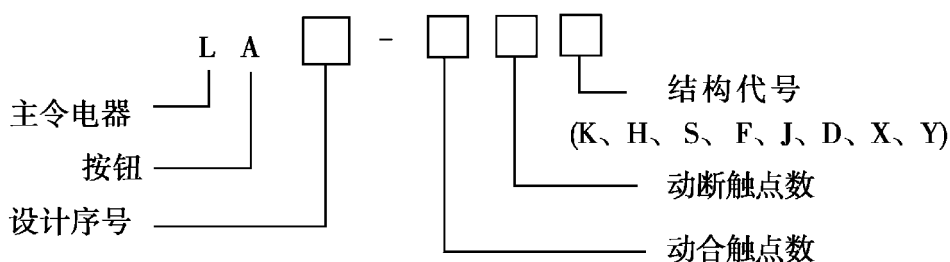 L A □ - □ □ □
主令电器
按钮
设计序号
结构代号
(K、H、S、F、J、D、X、Y)
动断触点数
动合触点数